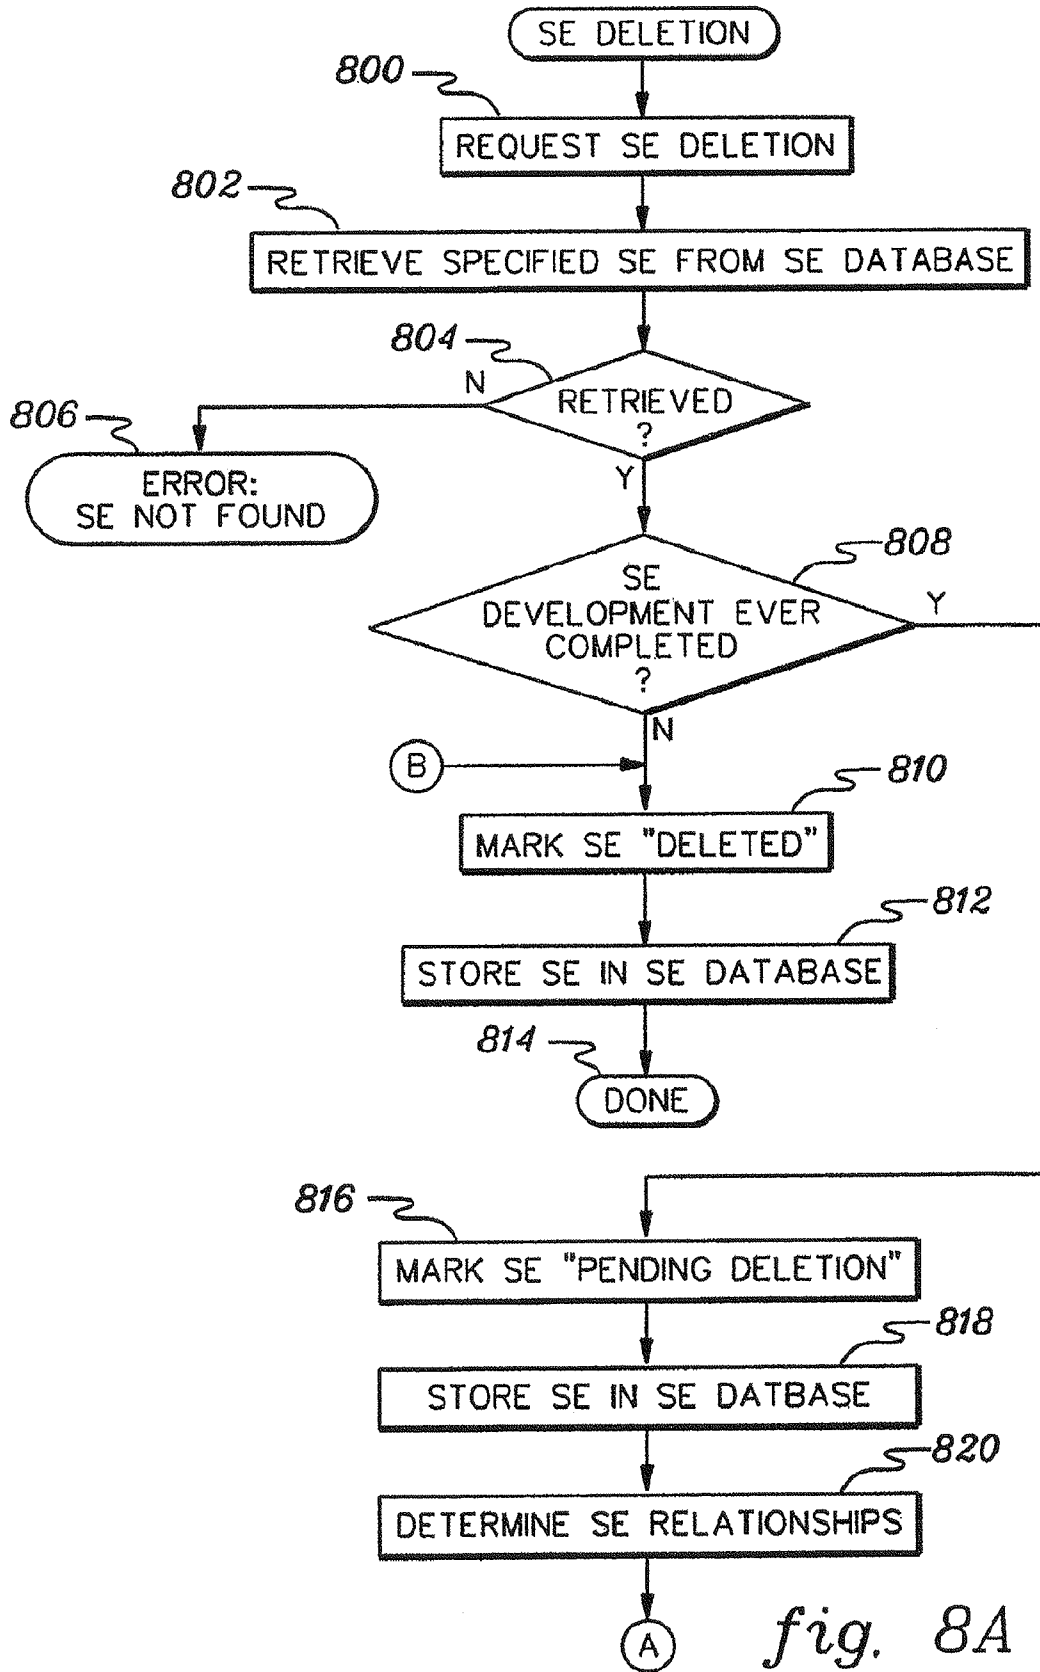 SE DELETION
800
REQUEST SE DELETION
802
RETRIEVE SPECIFIED SE FROM SE DATABASE
804
N
RETRIEVED
?
806
Y
ERROR:
SE NOT FOUND
808
SE
DEVELOPMENT EVER
COMPLETED
?
Y
N
B
810
MARK SE "DELETED"
812
STORE SE IN SE DATABASE
814
DONE
816
MARK SE "PENDING DELETION"
818
STORE SE IN SE DATBASE
820
DETERMINE SE RELATIONSHIPS
A
fig. 8A